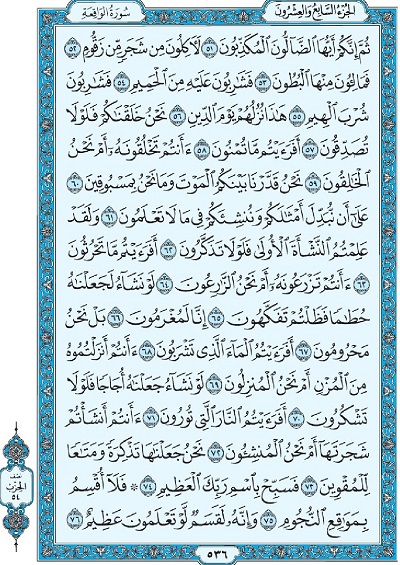 الجزء السابع والعشرون
سورة الواقعة
ثُمَّ إِنَّكُمْ أَيُّهَا الضَّالُّونَ الْمُكَذِّبُونَ ٥١ لَآكِلُونَ مِن شَجَرٍ مِّن زَقُّومٍ ٥٢
فَمَالِئُونَ مِنْهَا الْبُطُونَ ٥٣ فَشَارِبُونَ عَلَيْهِ مِنَ الْحَمِيمِ ٥٤ فَشَارِبُونَ
شُرْبَ الْهِيمِ ٥٥ هَٰذَا نُزُلُهُمْ يَوْمَ الدِّينِ ٥٦ نَحْنُ خَلَقْنَاكُمْ فَلَوْلَا
تُصَدِّقُونَ ٥٧ أَفَرَأَيْتُم مَّا تُمْنُونَ ٥٨ ءَأَنتُمْ تَخْلُقُونَهُ أَمْ نَحْنُ
الْخَالِقُونَ ٥٩ نَحْنُ قَدَّرْنَا بَيْنَكُمُ الْمَوْتَ وَمَا نَحْنُ بِمَسْبُوقِينَ ٦٠
عَلَىٰ أَن نُّبَدِّلَ أَمْثَالَكُمْ وَنُنشِئَكُمْ فِي مَا لَا تَعْلَمُونَ ٦١ وَلَقَدْ
عَلِمْتُمُ النَّشْأَةَ الْأُولَىٰ فَلَوْلَا تَذَكَّرُونَ ٦٢ أَفَرَأَيْتُم مَّا تَحْرُثُونَ
٦٣ ءَأَنتُمْ تَزْرَعُونَهُ أَمْ نَحْنُ الزَّارِعُونَ ٦٤ لَوْ نَشَاءُ لَجَعَلْنَاهُ
حُطَامًا فَظَلْتُمْ تَفَكَّهُونَ ٦٥ إِنَّا لَمُغْرَمُونَ ٦٦ بَلْ نَحْنُ
مَحْرُومُونَ ٦٧ أَفَرَأَيْتُمُ الْمَاءَ الَّذِي تَشْرَبُونَ ٦٨ ءَأَنتُمْ أَنزَلْتُمُوهُ
مِنَ الْمُزْنِ أَمْ نَحْنُ الْمُنزِلُونَ ٦٩ لَوْ نَشَاءُ جَعَلْنَاهُ أُجَاجًا فَلَوْلَا
تَشْكُرُونَ ٧٠ أَفَرَأَيْتُمُ النَّارَ الَّتِي تُورُونَ ٧١ ءَأَنتُمْ أَنشَأْتُمْ
شَجَرَتَهَا أَمْ نَحْنُ الْمُنشِئُونَ ٧٢ نَحْنُ جَعَلْنَاهَا تَذْكِرَةً وَمَتَاعًا
لِّلْمُقْوِينَ ٧٣ فَسَبِّحْ بِاسْمِ رَبِّكَ الْعَظِيمِ ٧٤ ۞ فَلَا أُقْسِمُ
بِمَوَاقِعِ النُّجُومِ ٧٥ وَإِنَّهُ لَقَسَمٌ لَّوْ تَعْلَمُونَ عَظِيمٌ ٧٦
نصف
الحزب
٥٤
٥٣٦